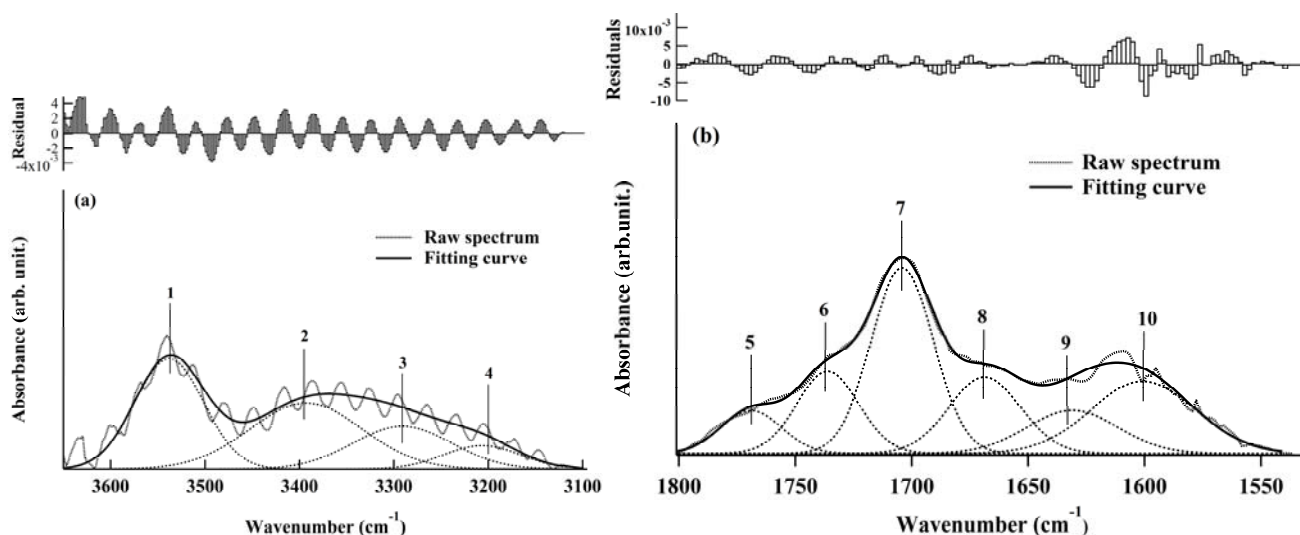 Residual
4
2
0
-2
-4x10⁻³
(a)
Absorbance (arb. unit.)
Raw spectrum
Fitting curve
1
2
3
4
3600 3500 3400 3300 3200 3100
Wavenumber (cm⁻¹)
Residuals
10x10⁻³
5
0
-5
-10
(b)
Absorbance (arb.unit.)
Raw spectrum
Fitting curve
5
6
7
8
9
10
1800 1750 1700 1650 1600 1550
Wavenumber (cm⁻¹)